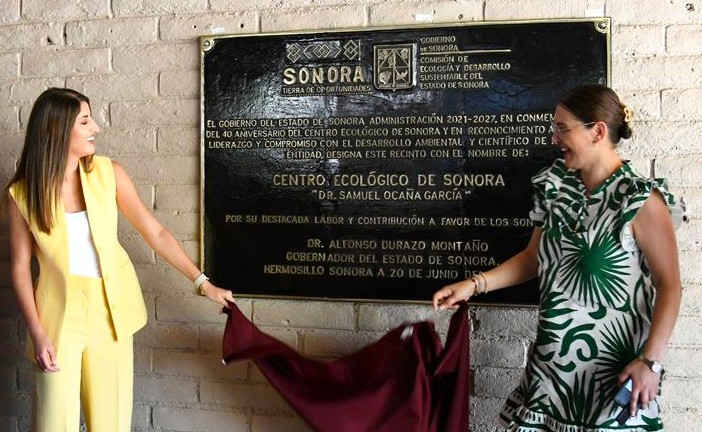 SONORA
TIERRA DE OPORTUNIDADES
GOBIERNO
DE SONORA
COMISIÓN DE
ECOLOGÍA Y DESARROLLO
SUSTENTABLE DEL
ESTADO DE SONORA
EL GOBIERNO DEL ESTADO DE SONORA ADMINISTRACIÓN 2021-2027, EN CONMEM
DEL 40 ANIVERSARIO DEL CENTRO ECOLÓGICO DE SONORA Y EN RECONOCIMIENTO A
LIDERAZGO Y COMPROMISO CON EL DESARROLLO AMBIENTAL Y CIENTÍFICO DE
ENTIDAD, DESIGNA ESTE RECINTO CON EL NOMBRE DE:
CENTRO ECOLÓGICO DE SONORA
"DR. SAMUEL OCAÑA GARCÍA"
POR SU DESTACADA LABOR Y CONTRIBUCIÓN A FAVOR DE LOS SON
DR. ALFONSO DURAZO MONTAÑO
GOBERNADOR DEL ESTADO DE SONORA.
HERMOSILLO SONORA A 20 DE JUNIO DE